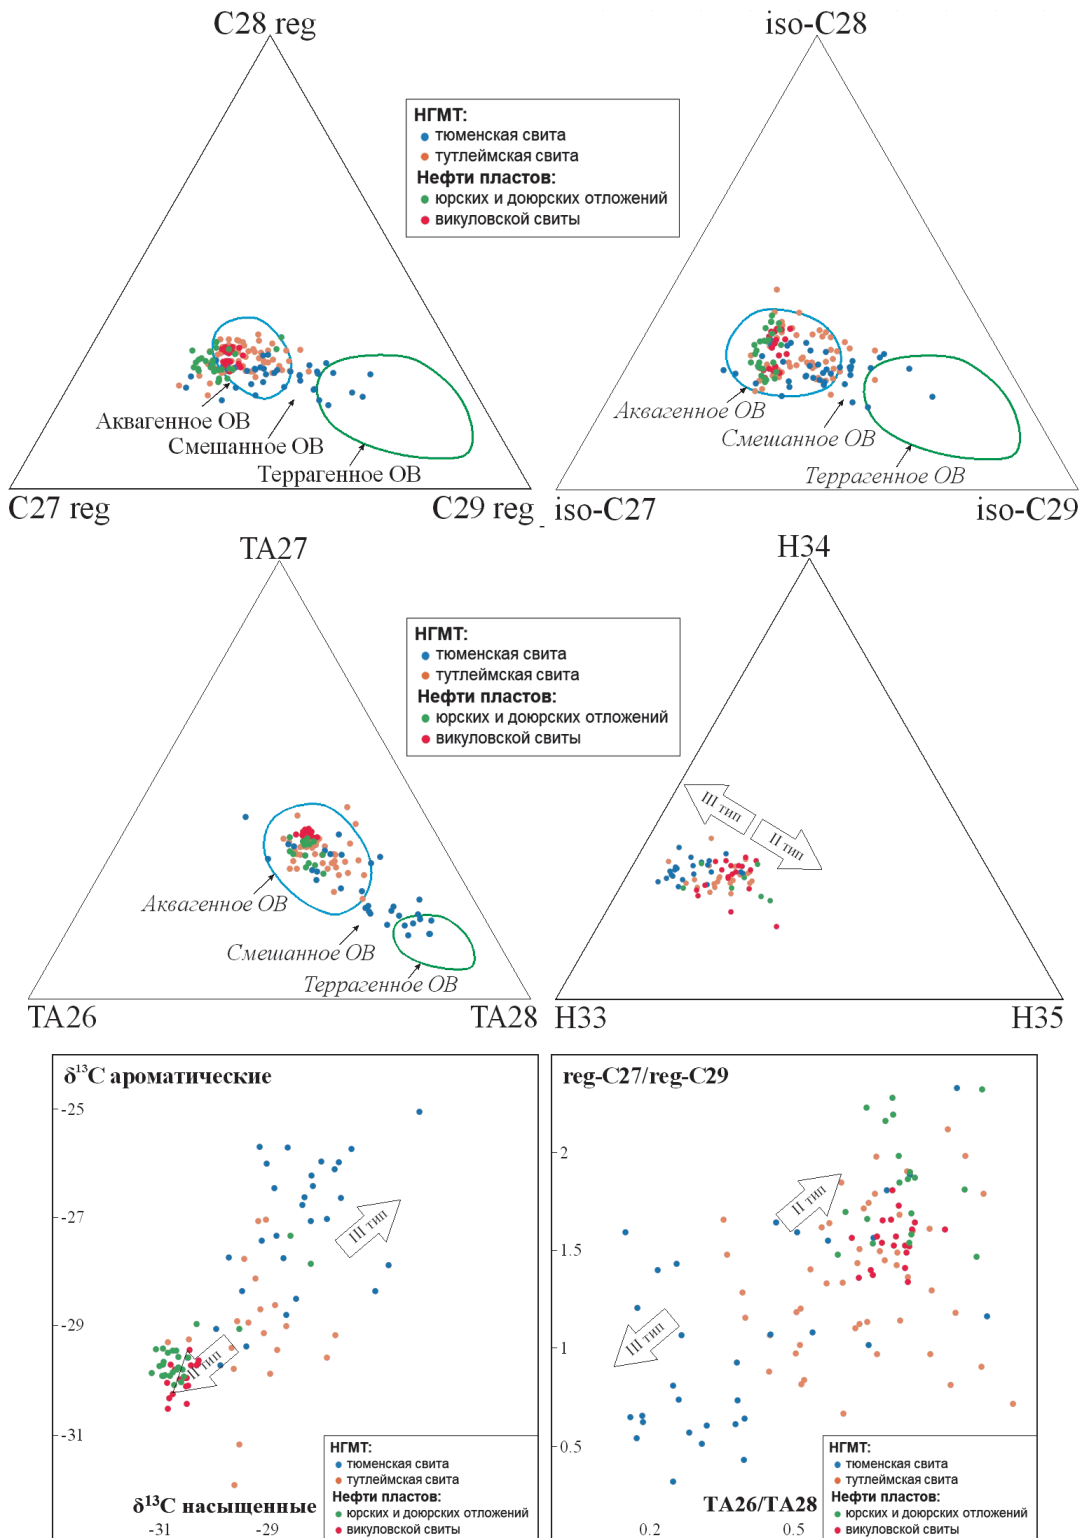 C28 reg
iso-C28
НГМТ:
тюменская свита
тутлеймская свита
Нефти пластов:
юрских и доюрских отложений
викуловской свиты
Аквагенное ОВ
Смешанное ОВ
Террагенное ОВ
Аквагенное ОВ
Смешанное ОВ
Террагенное ОВ
C27 reg
C29 reg
iso-C27
iso-C29
TA27
H34
НГМТ:
тюменская свита
тутлеймская свита
Нефти пластов:
юрских и доюрских отложений
викуловской свиты
III тип
II тип
Аквагенное ОВ
Смешанное ОВ
Террагенное ОВ
TA26
TA28
H33
H35
δ¹³C ароматические
-25
-27
-29
-31
III тип
II тип
НГМТ:
тюменская свита
тутлеймская свита
Нефти пластов:
юрских и доюрских отложений
викуловской свиты
δ¹³C насыщенные
-31
-29
reg-C27/reg-C29
2
1.5
1
0.5
II тип
III тип
НГМТ:
тюменская свита
тутлеймская свита
Нефти пластов:
юрских и доюрских отложений
викуловской свиты
TA26/TA28
0.2
0.5